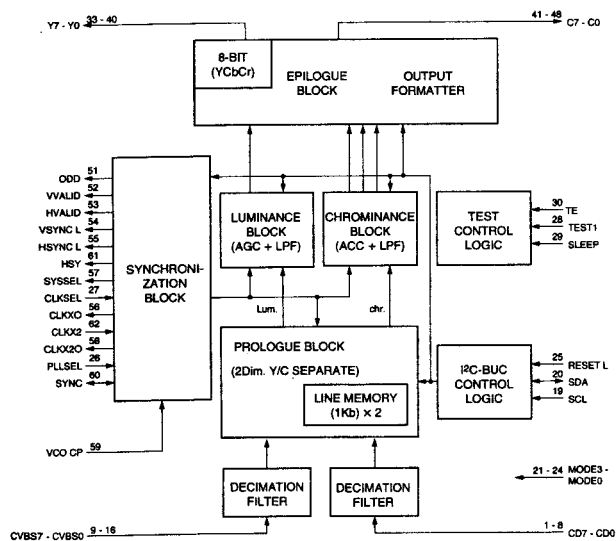 33 - 40
Y7 - Y0
41 - 48
C7 - C0
8-BIT
(YCbCr)
EPILOGUE
BLOCK
OUTPUT
FORMATTER
51
ODD
52
VVALID
53
HVALID
54
VSYNC L
55
HSYNC L
61
HSY
57
SYSSEL
27
CLKSEL
56
CLKXO
62
CLKX2
58
CLKX2O
26
PLLSEL
60
SYNC
SYNCHRONI-
ZATION
BLOCK
LUMINANCE
BLOCK
(AGC + LPF)
CHROMINANCE
BLOCK
(ACC + LPF)
TEST
CONTROL
LOGIC
30
TE
28
TEST1
29
SLEEP
Lum.
chr.
PROLOGUE BLOCK
(2Dim. Y/C SEPARATE)
LINE MEMORY
(1Kb) × 2
I²C-BUC
CONTROL
LOGIC
25
RESET L
20
SDA
19
SCL
VCO CP
59
DECIMATION
FILTER
DECIMATION
FILTER
21 - 24
MODE3 -
MODE0
CVBS7 - CVBS0
9 - 16
1 - 8
CD7 - CD0